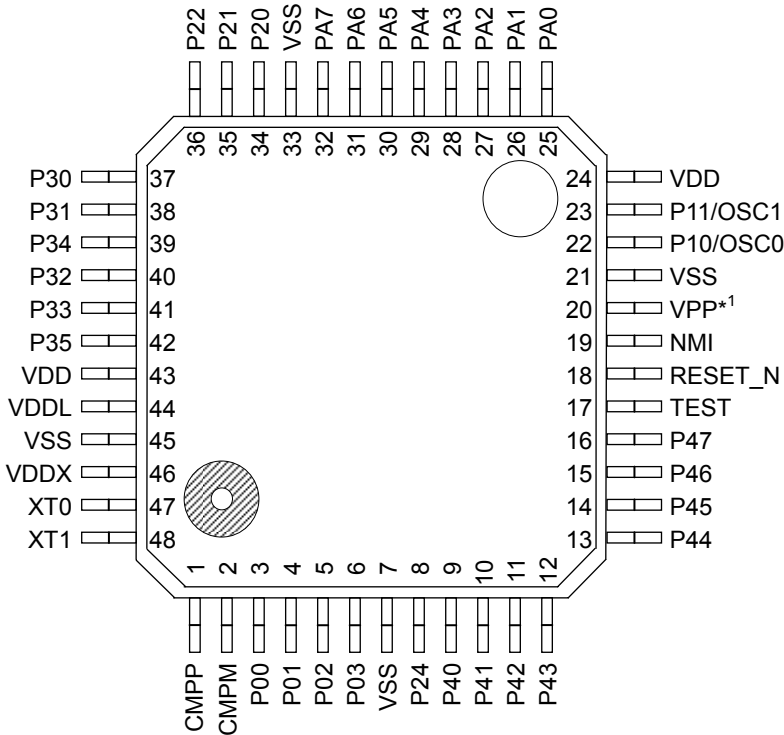 P22 P21 P20 VSS PA7 PA6 PA5 PA4 PA3 PA2 PA1 PA0
36 35 34 33 32 31 30 29 28 27 26 25
P30 37 24 VDD
P31 38 23 P11/OSC1
P34 39 22 P10/OSC0
P32 40 21 VSS
P33 41 20 VPP*1
P35 42 19 NMI
VDD 43 18 RESET_N
VDDL 44 17 TEST
VSS 45 16 P47
VDDX 46 15 P46
XT0 47 14 P45
XT1 48 13 P44
1 2 3 4 5 6 7 8 9 10 11 12
CMPP CMPM P00 P01 P02 P03 VSS P24 P40 P41 P42 P43